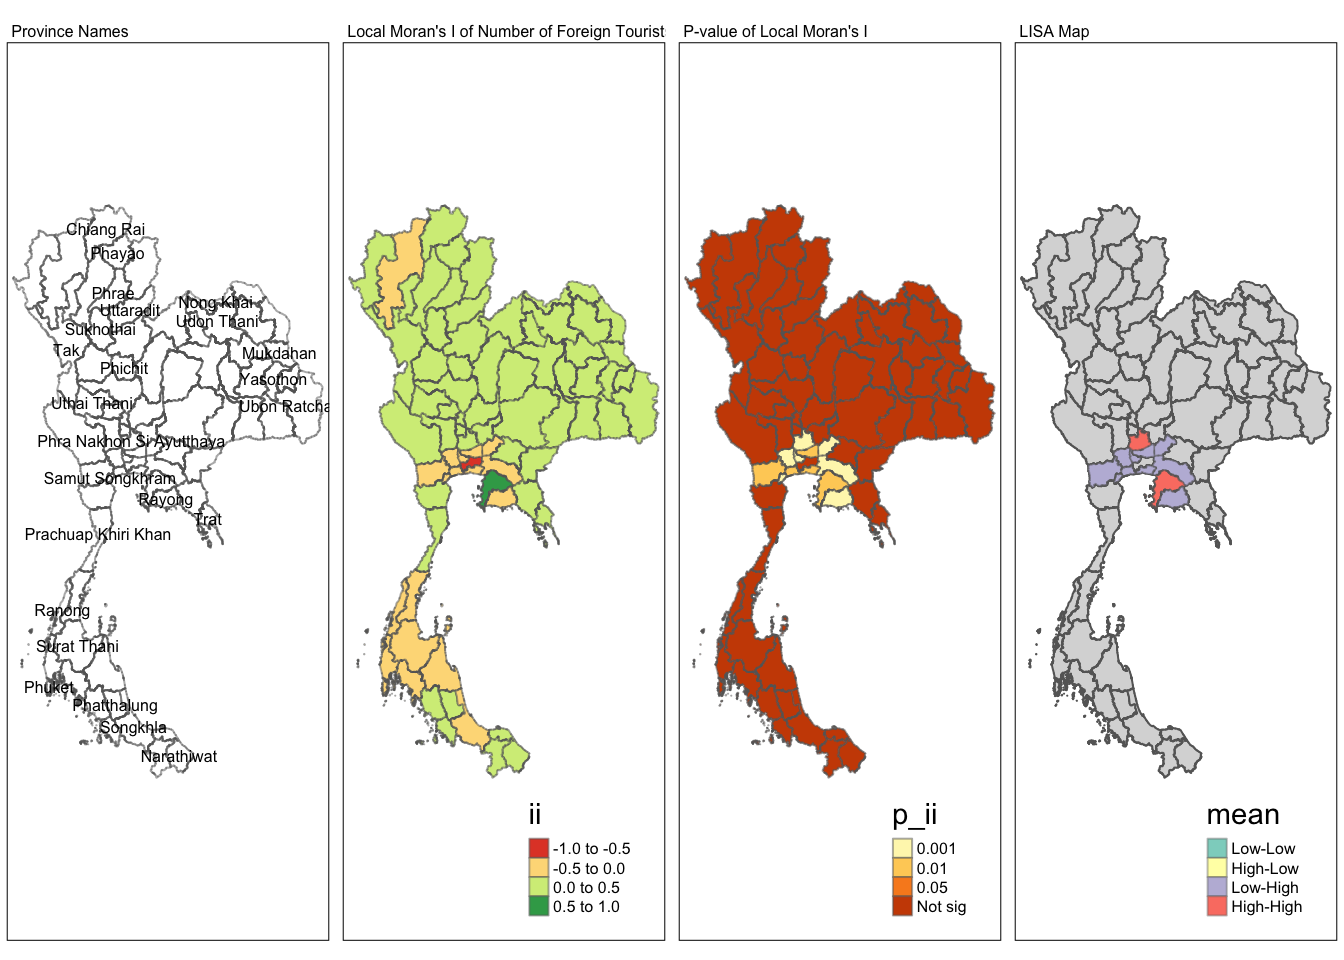 Province Names
Chiang Rai
Phayao
Phrae
Uttaradit
Nong Khai
Sukhothai
Udon Thani
Tak
Mukdahan
Phichit
Yasothon
Uthai Thani
Ubon Ratcha
Phra Nakhon Si Ayutthaya
Samut Songkhram
Rayong
Trat
Prachuap Khiri Khan
Ranong
Surat Thani
Phuket
Phatthalung
Songkhla
Narathiwat
Local Moran's I of Number of Foreign Tourists
ii
-1.0 to -0.5
-0.5 to 0.0
0.0 to 0.5
0.5 to 1.0
P-value of Local Moran's I
p_ii
0.001
0.01
0.05
Not sig
LISA Map
mean
Low-Low
High-Low
Low-High
High-High